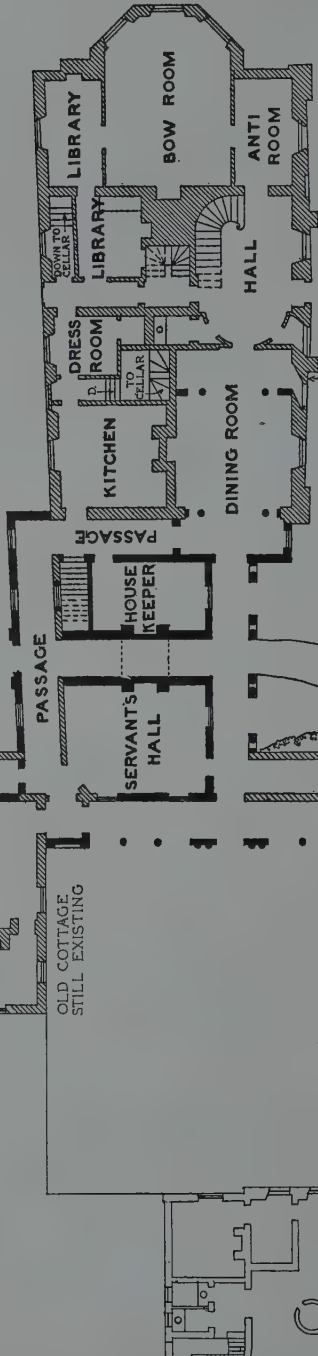 LIBRARY
BOW ROOM
ANTI
ROOM
DOWN TO
CELLAR
LIBRARY
HALL
DRESS
ROOM
D.
TO
CELLAR
KITCHEN
DINING ROOM
PASSAGE
HOUSE
KEEPER
PASSAGE
SERVANT'S
HALL
OLD COTTAGE
STILL EXISTING